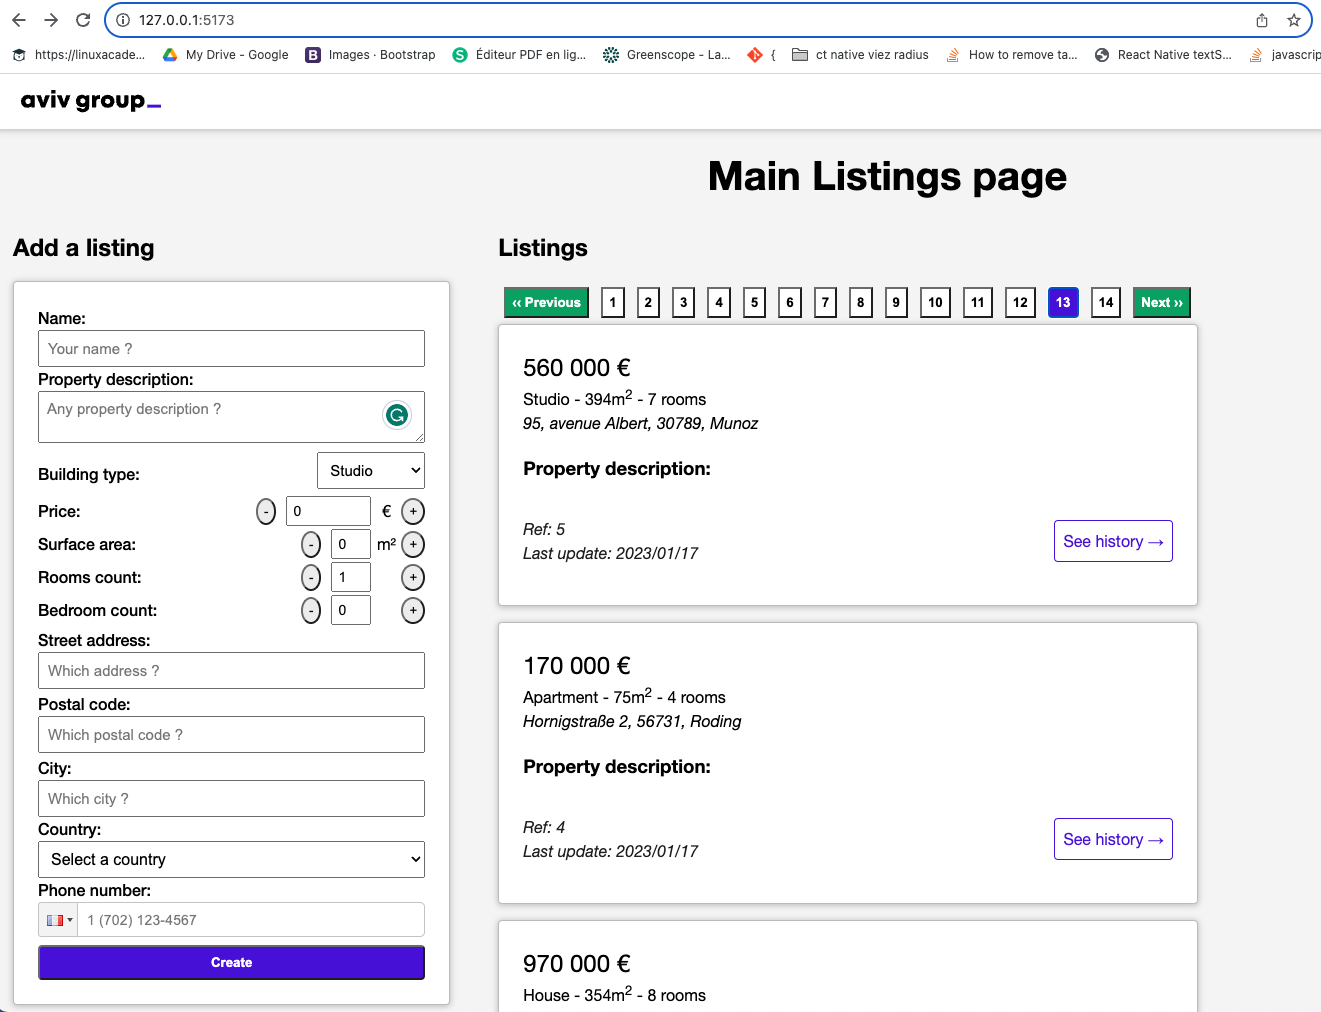 127.0.0.1:5173
https://linuxacade... My Drive - Google Images · Bootstrap Éditeur PDF en lig... Greenscope - La... { ct native viez radius How to remove ta... React Native textS... javascrip
aviv group_
Main Listings page
Add a listing
Name:
Your name ?
Property description:
Any property description ?
Building type: Studio
Price: - 0 € +
Surface area: - 0 m² +
Rooms count: - 1 +
Bedroom count: - 0 +
Street address:
Which address ?
Postal code:
Which postal code ?
City:
Which city ?
Country:
Select a country
Phone number:
1 (702) 123-4567
Create
Listings
‹‹ Previous 1 2 3 4 5 6 7 8 9 10 11 12 13 14 Next ››
560 000 €
Studio - 394m² - 7 rooms
95, avenue Albert, 30789, Munoz
Property description:
Ref: 5
Last update: 2023/01/17
See history →
170 000 €
Apartment - 75m² - 4 rooms
Hornigstraße 2, 56731, Roding
Property description:
Ref: 4
Last update: 2023/01/17
See history →
970 000 €
House - 354m² - 8 rooms